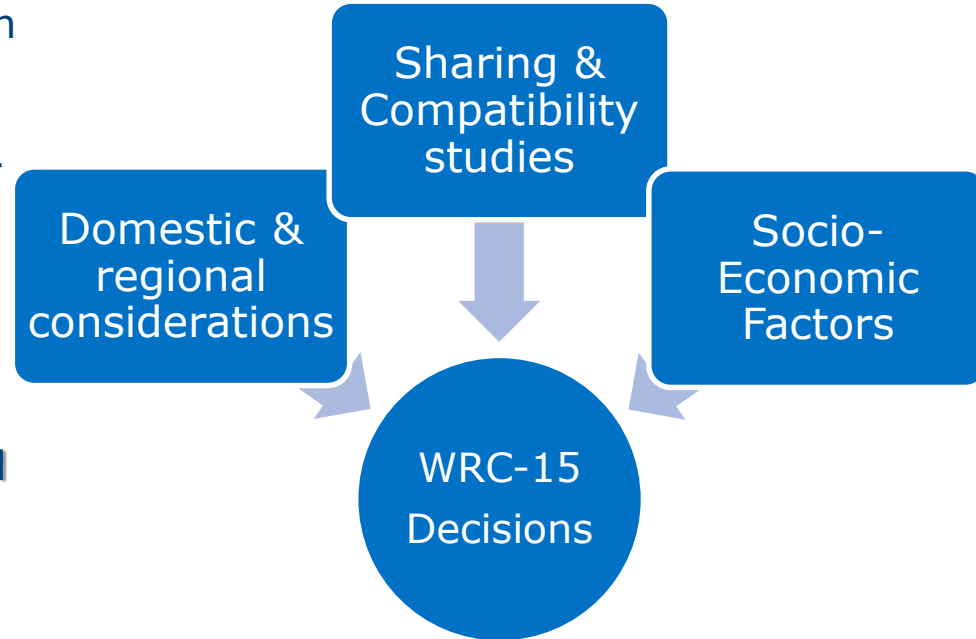 Sharing &
Compatibility
studies
Domestic &
regional
considerations
Socio-
Economic
Factors
WRC-15
Decisions